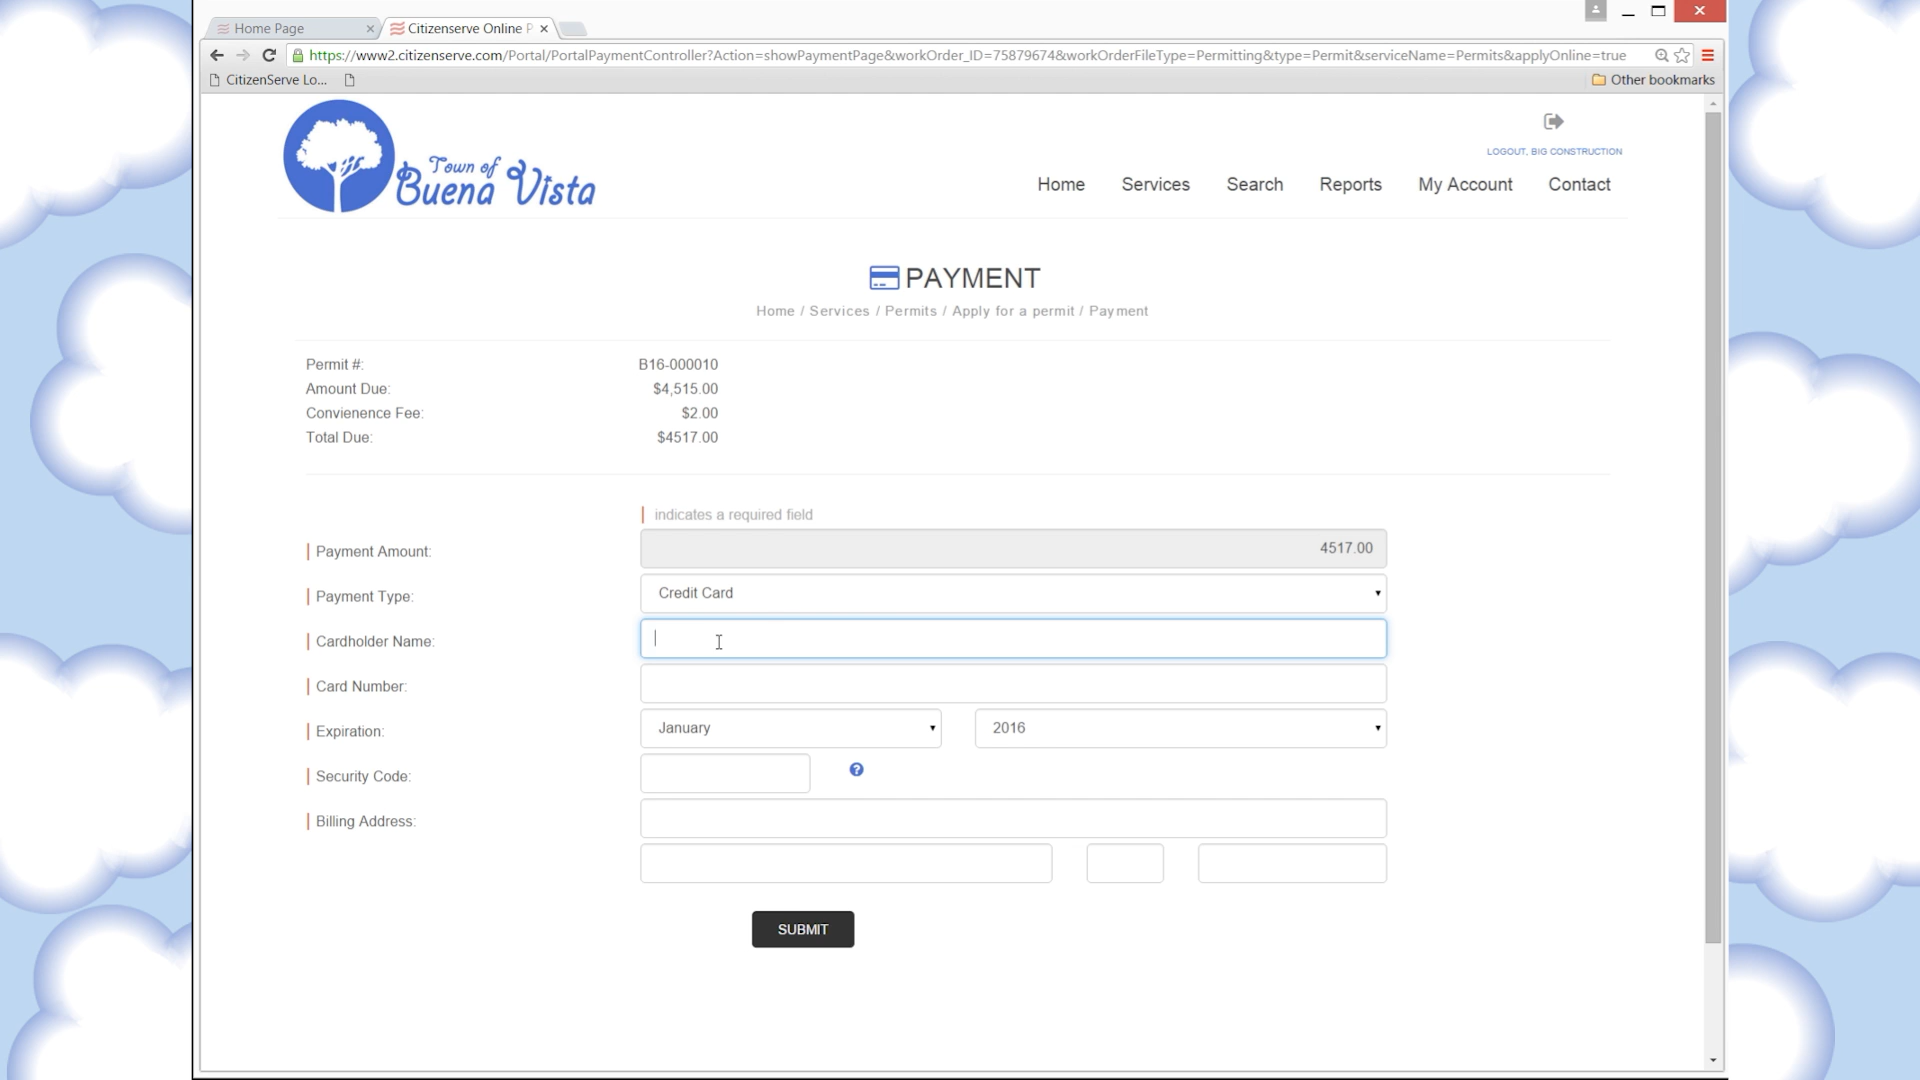 Home Page
Citizenserve Online P
https://www2.citizenserve.com/Portal/PortalPaymentController?Action=showPaymentPage&workOrder_ID=75879674&workOrderFileType=Permitting&type=Permit&serviceName=Permits&applyOnline=true
CitizenServe Lo...
Other bookmarks
Town of
Buena Vista
LOGOUT, BIG CONSTRUCTION
Home Services Search Reports My Account Contact
PAYMENT
Home / Services / Permits / Apply for a permit / Payment
Permit #: B16-000010
Amount Due: $4,515.00
Convienence Fee: $2.00
Total Due: $4517.00
indicates a required field
Payment Amount: 4517.00
Payment Type: Credit Card
Cardholder Name:
Card Number:
Expiration: January 2016
Security Code:
Billing Address:
SUBMIT